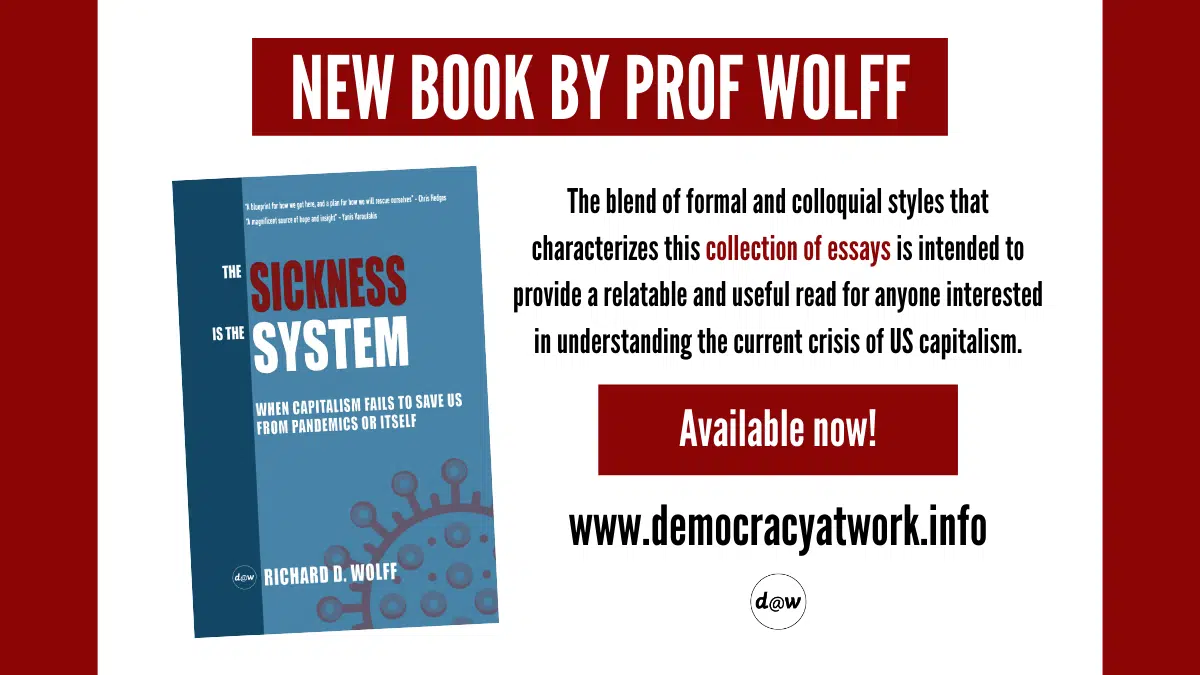 NEW BOOK BY PROF WOLFF
"A blueprint for how we got here, and a plan for how we will rescue ourselves" - Chris Hedges
"A magnificent source of hope and insight" - Yanis Varoufakis
THE SICKNESS
IS THE SYSTEM
WHEN CAPITALISM FAILS TO SAVE US
FROM PANDEMICS OR ITSELF
d@w RICHARD D. WOLFF
The blend of formal and colloquial styles that
characterizes this collection of essays is intended to
provide a relatable and useful read for anyone interested
in understanding the current crisis of US capitalism.
Available now!
www.democracyatwork.info
d@w